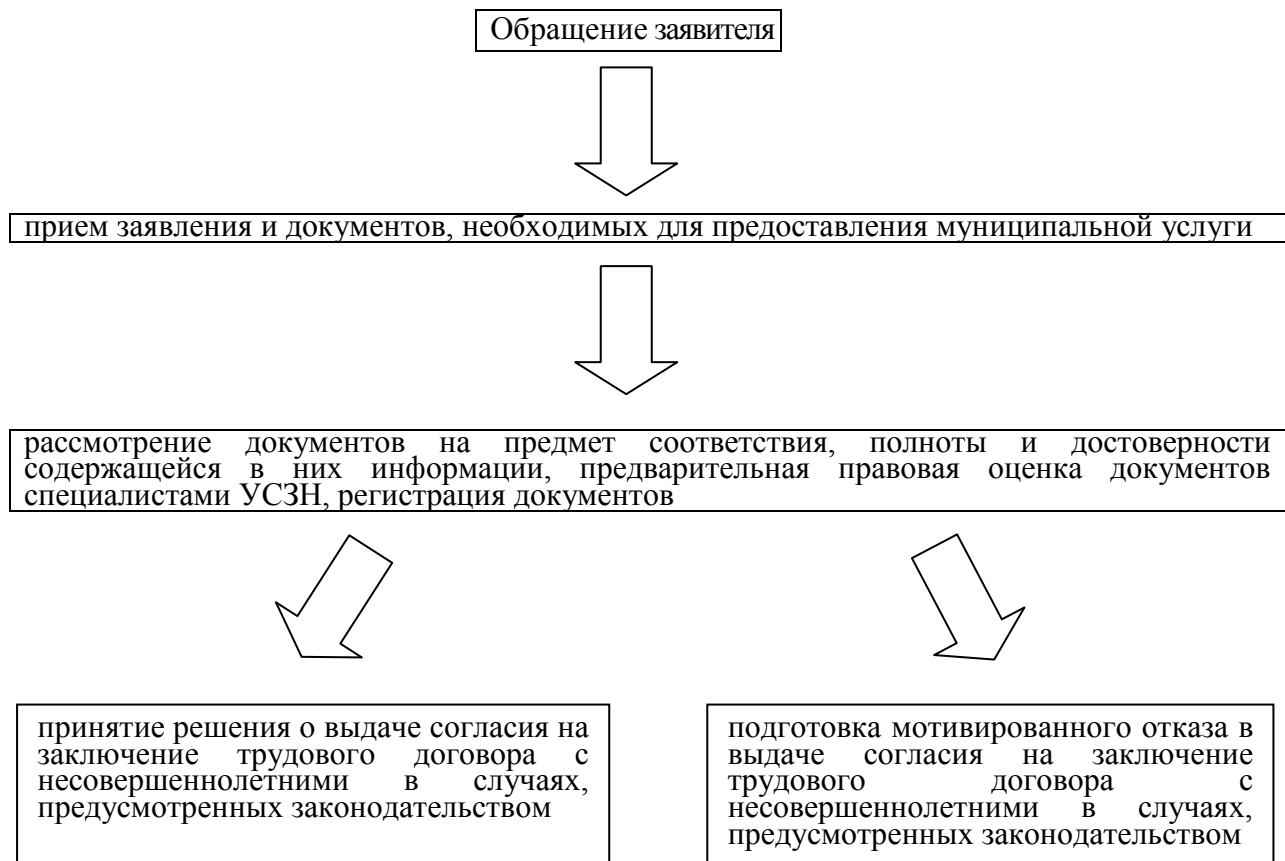 Обращение заявителя
прием заявления и документов, необходимых для предоставления муниципальной услуги
рассмотрение документов на предмет соответствия, полноты и достоверности
содержащейся в них информации, предварительная правовая оценка документов
специалистами УСЗН, регистрация документов
принятие решения о выдаче согласия на
заключение трудового договора с
несовершеннолетними в случаях,
предусмотренных законодательством
подготовка мотивированного отказа в
выдаче согласия на заключение
трудового договора с
несовершеннолетними в случаях,
предусмотренных законодательством